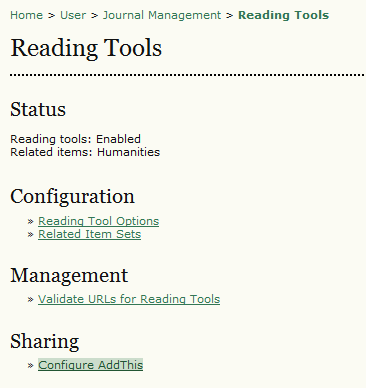 Home > User > Journal Management > Reading Tools
Reading Tools
Status
Reading tools: Enabled
Related items: Humanities
Configuration
» Reading Tool Options
» Related Item Sets
Management
» Validate URLs for Reading Tools
Sharing
» Configure AddThis